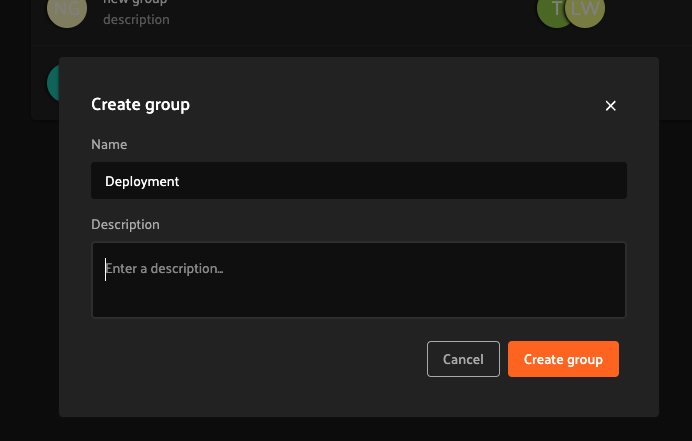 NG
new group
description
T
LW
Create group
Name
Deployment
Description
Enter a description...
Cancel
Create group